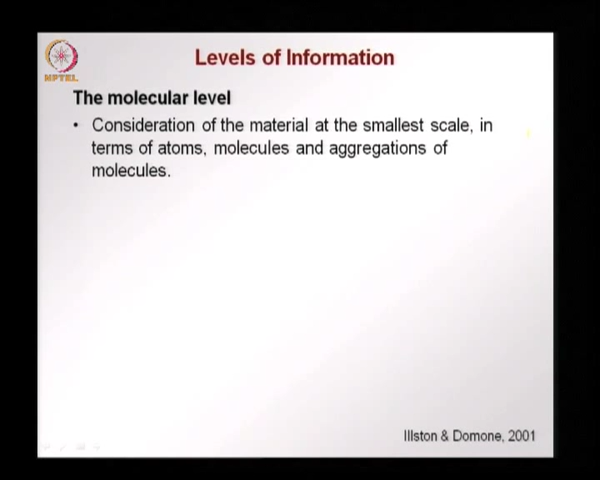 Levels of Information
NPTEL
The molecular level
• Consideration of the material at the smallest scale, in
terms of atoms, molecules and aggregations of
molecules.
Illston & Domone, 2001